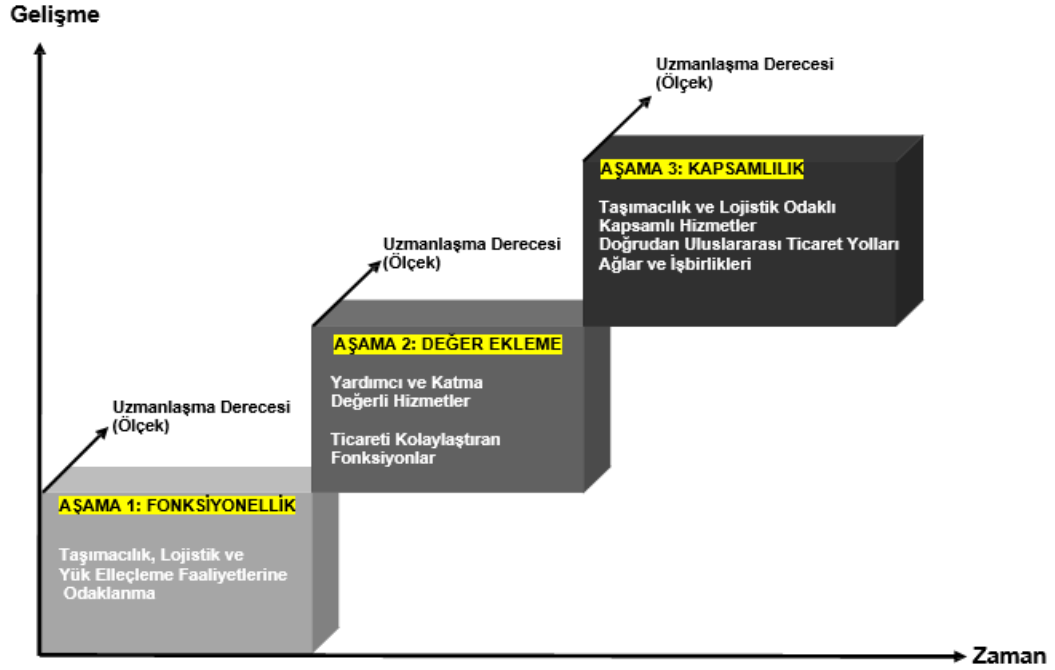 Gelişme
Uzmanlaşma Derecesi
(Ölçek)
AŞAMA 3: KAPSAMLILIK
Taşımacılık ve Lojistik Odaklı
Kapsamlı Hizmetler
Doğrudan Uluslararası Ticaret Yolları
Ağlar ve İşbirlikleri
Uzmanlaşma Derecesi
(Ölçek)
AŞAMA 2: DEĞER EKLEME
Yardımcı ve Katma
Değerli Hizmetler
Ticareti Kolaylaştıran
Fonksiyonlar
Uzmanlaşma Derecesi
(Ölçek)
AŞAMA 1: FONKSİYONELLİK
Taşımacılık, Lojistik ve
Yük Elleçleme Faaliyetlerine
Odaklanma
Zaman